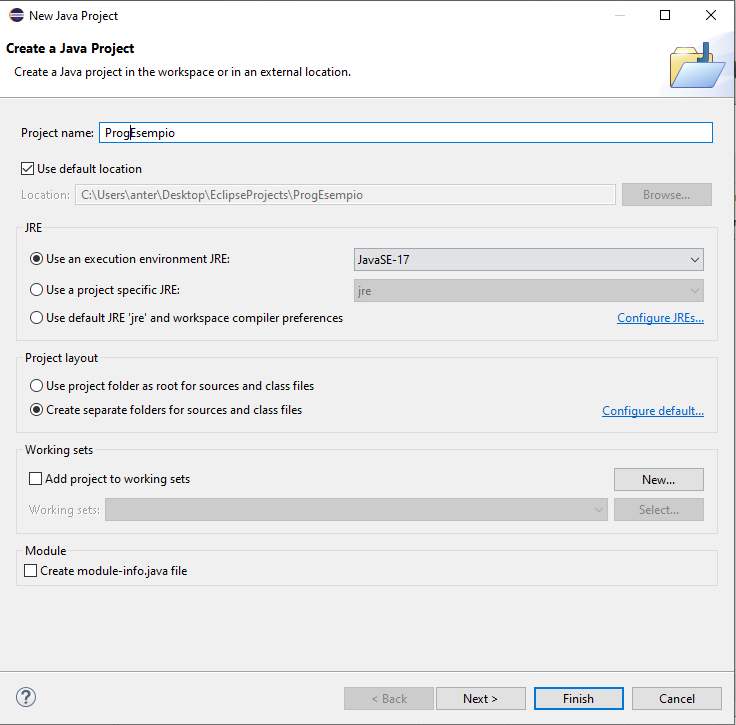 New Java Project
Create a Java Project
Create a Java project in the workspace or in an external location.
Project name: ProgEsempio
Use default location
Location: C:\Users\anter\Desktop\EclipseProjects\ProgEsempio Browse...
JRE
Use an execution environment JRE: JavaSE-17
Use a project specific JRE: jre
Use default JRE 'jre' and workspace compiler preferences Configure JREs...
Project layout
Use project folder as root for sources and class files
Create separate folders for sources and class files Configure default...
Working sets
Add project to working sets New...
Working sets: Select...
Module
Create module-info.java file
? < Back Next > Finish Cancel